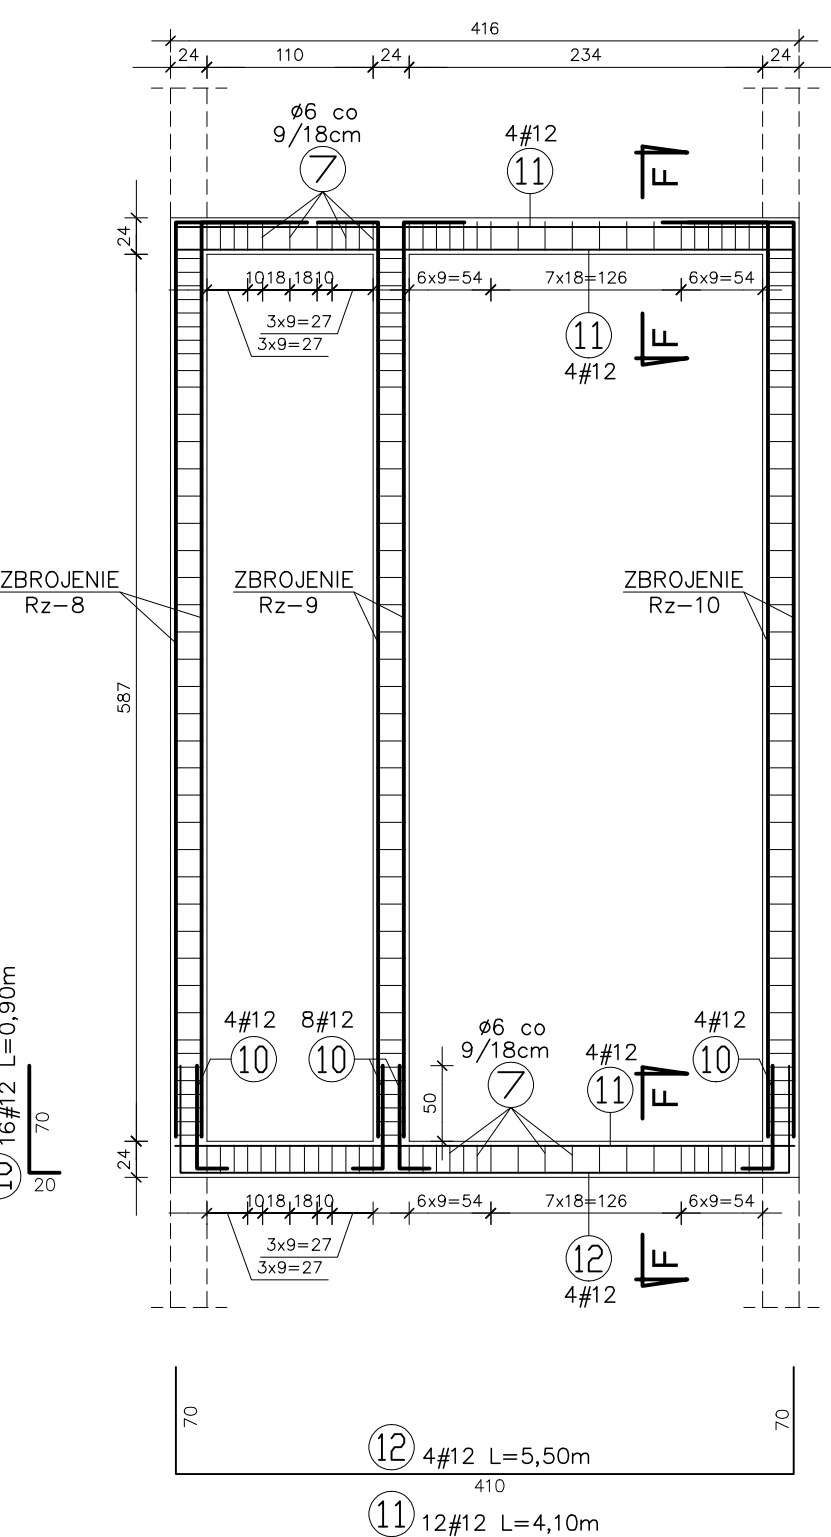 416
24
110
24
234
24
ø6 co
9/18cm
7
4#12
11
F
24
10 18 18 10
3x9=27
3x9=27
6x9=54
7x18=126
6x9=54
11
4#12
F
ZBROJENIE
Rz-8
ZBROJENIE
Rz-9
ZBROJENIE
Rz-10
587
4#12
10
8#12
10
ø6 co
9/18cm
7
4#12
11
4#12
10
F
50
10 16#12 L=0,90m
70
20
24
10 18 18 10
3x9=27
3x9=27
6x9=54
7x18=126
6x9=54
12
4#12
F
70
70
12 4#12 L=5,50m
410
11 12#12 L=4,10m